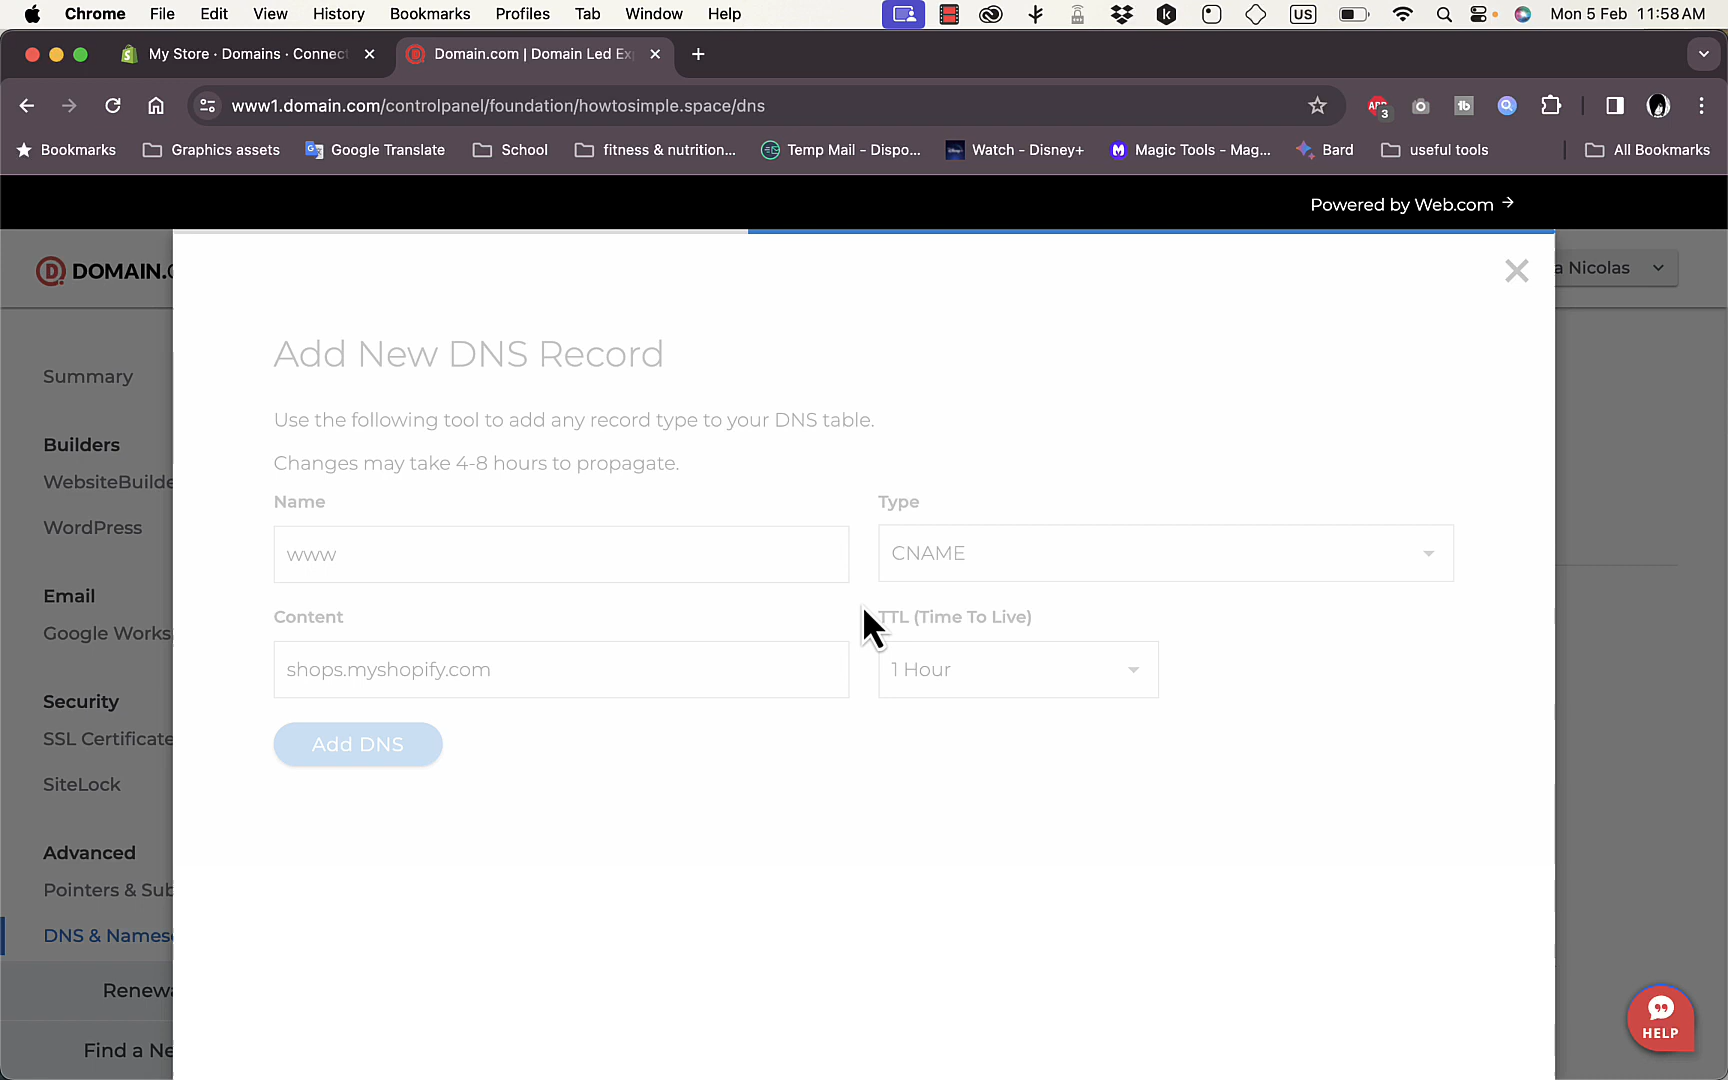 Chrome File Edit View History Bookmarks Profiles Tab Window Help US Mon 5 Feb 11:58 AM
My Store · Domains · Connect Domain.com | Domain Led Ex
www1.domain.com/controlpanel/foundation/howtosimple.space/dns ABP 3 tb
Bookmarks Graphics assets Google Translate School fitness & nutrition... Temp Mail - Dispo... Watch - Disney+ Magic Tools - Mag... Bard useful tools All Bookmarks
Powered by Web.com
DOMAIN. a Nicolas
Add New DNS Record
Summary
Use the following tool to add any record type to your DNS table.
Builders
Changes may take 4-8 hours to propagate.
WebsiteBuilde
Name Type
WordPress
www CNAME
Email
Content TTL (Time To Live)
Google Works
shops.myshopify.com 1 Hour
Security
SSL Certificate
Add DNS
SiteLock
Advanced
Pointers & Sub
DNS & Names
Renewa
HELP
Find a Ne